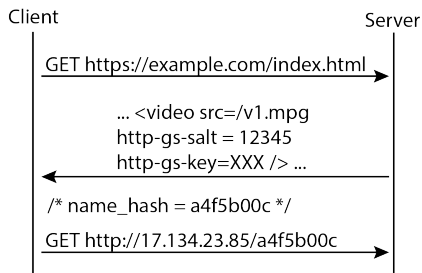 Client
Server
GET https://example.com/index.html
... <video src=/v1.mpg
http-gs-salt = 12345
http-gs-key=XXX /> ...
/* name_hash = a4f5b00c */
GET http://17.134.23.85/a4f5b00c